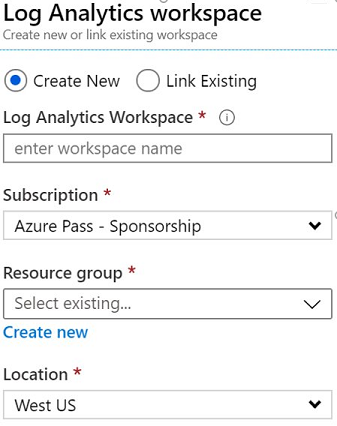 Log Analytics workspace
Create new or link existing workspace
Create New Link Existing
Log Analytics Workspace * i
enter workspace name
Subscription *
Azure Pass - Sponsorship
Resource group *
Select existing...
Create new
Location *
West US